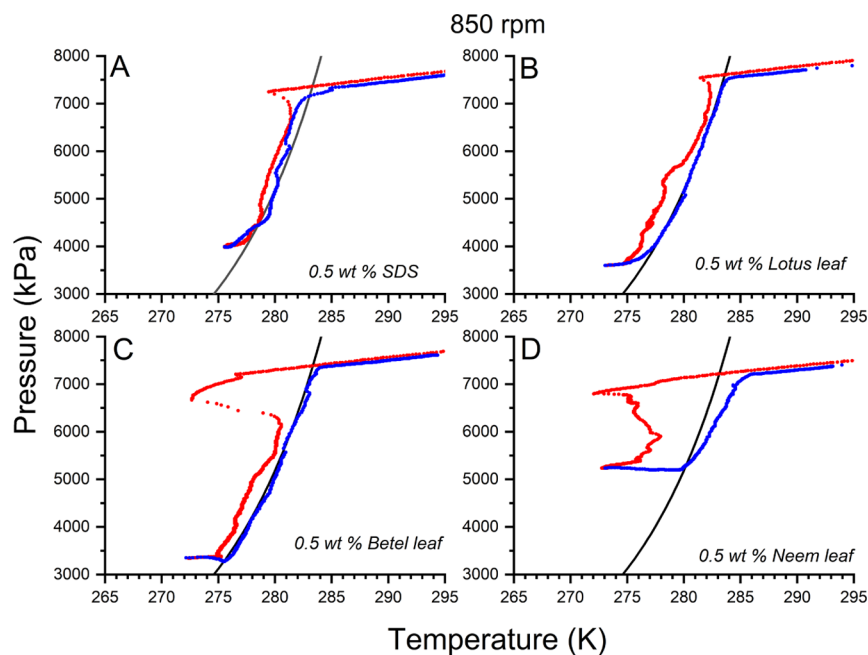 850 rpm
A
B
8000
7000
6000
5000
4000
3000
0.5 wt % SDS
265 270 275 280 285 290 295
8000
7000
6000
5000
4000
3000
0.5 wt % Lotus leaf
265 270 275 280 285 290 295
Pressure (kPa)
C
D
8000
7000
6000
5000
4000
3000
0.5 wt % Betel leaf
265 270 275 280 285 290 295
8000
7000
6000
5000
4000
3000
0.5 wt % Neem leaf
265 270 275 280 285 290 295
Temperature (K)